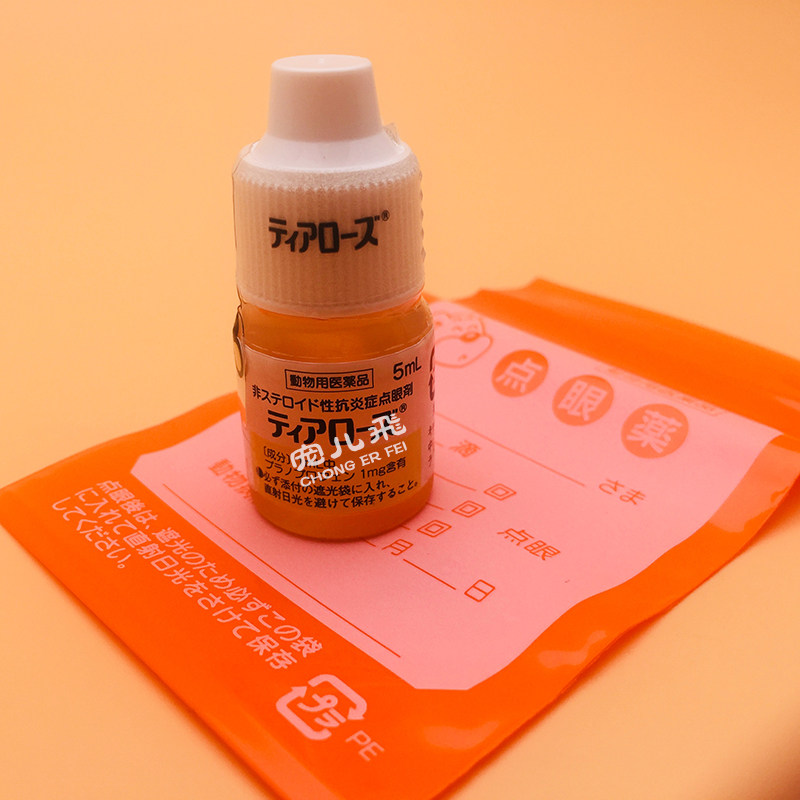 ティアローズ®
動物用医薬品
5mL
非ステロイド性抗炎症点眼剤
ティアローズ®
〔成分〕
1mg含有
●必ず添付の遮光袋に入れ、
直射日光を避けて保存すること。
宠儿飛
CHONG ER FEI
点眼薬
さま
滴
回
回
回 点眼
月 日
動物
点眼後は、遮光のため必ずこの袋
に入れて直射日光をさけて保存
してください。
プラ
PE